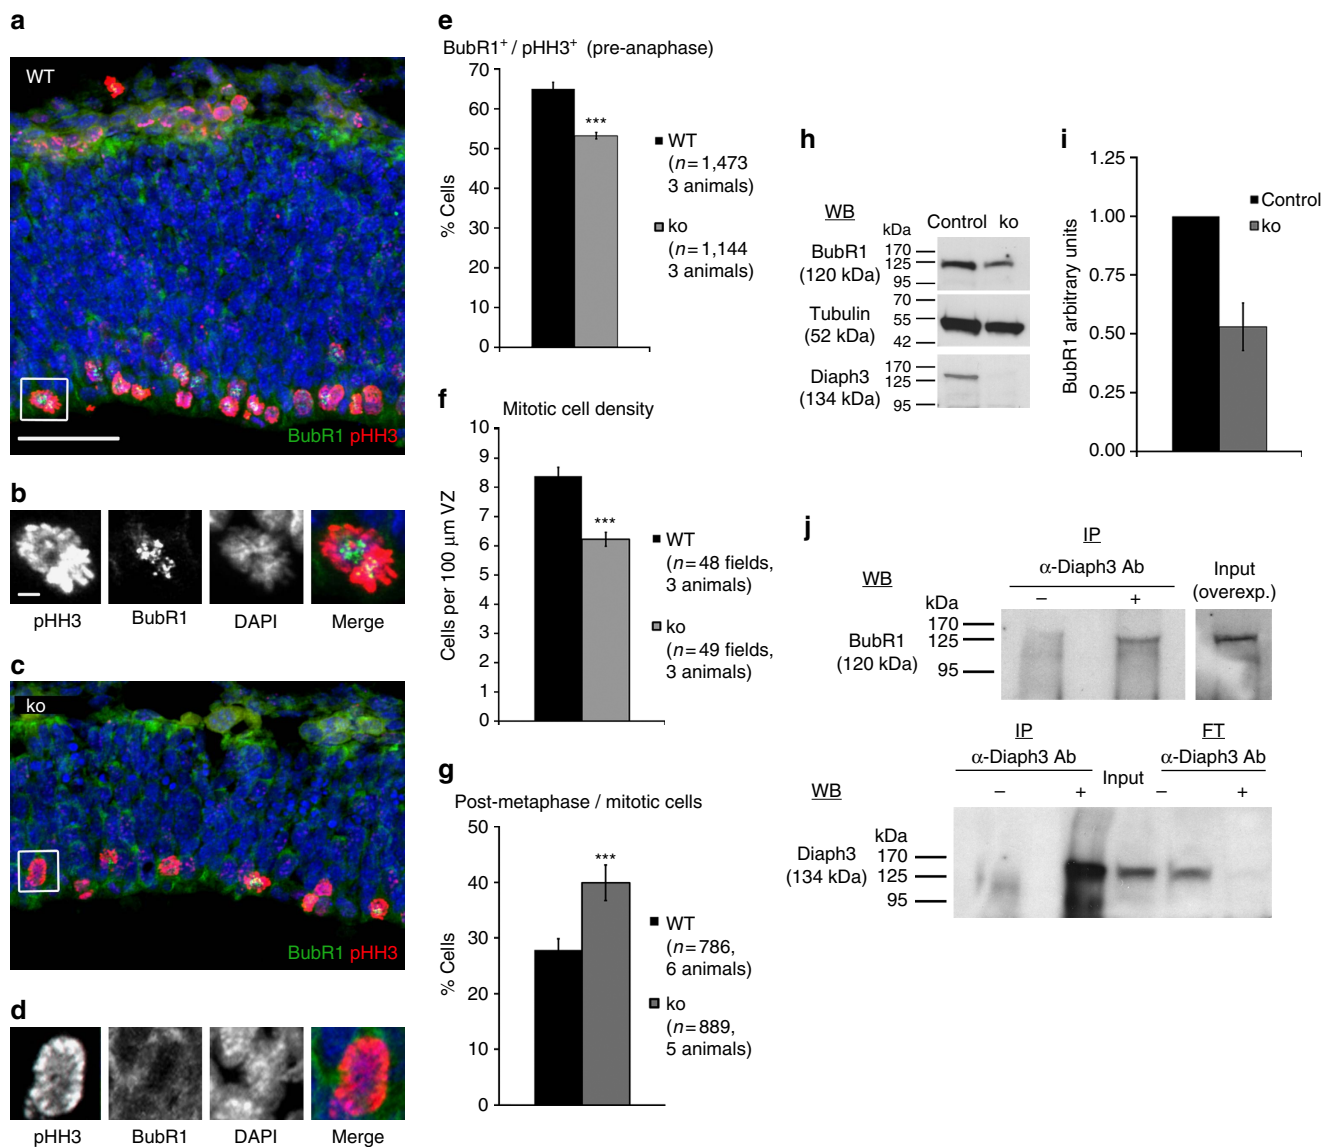 a
WT
BubR1 pHH3
b
pHH3 BubR1 DAPI Merge
c
ko
BubR1 pHH3
d
pHH3 BubR1 DAPI Merge
e
BubR1+ / pHH3+ (pre-anaphase)
70
60
50
40
30
20
10
0
% Cells
***
WT
(n=1,473
3 animals)
ko
(n=1,144
3 animals)
f
Mitotic cell density
10
9
8
7
6
5
4
3
2
1
0
Cells per 100 µm VZ
***
WT
(n=48 fields,
3 animals)
ko
(n=49 fields,
3 animals)
g
Post-metaphase / mitotic cells
50
40
30
20
10
0
% Cells
***
WT
(n=786,
6 animals)
ko
(n=889,
5 animals)
h
WB
kDa
Control ko
BubR1
(120 kDa)
170
125
95
Tubulin
(52 kDa)
70
55
42
Diaph3
(134 kDa)
170
125
95
i
1.25
1.00
0.75
0.50
0.25
0.00
BubR1 arbitrary units
Control
ko
j
IP
α-Diaph3 Ab
− +
Input
(overexp.)
WB
kDa
BubR1
(120 kDa)
170
125
95
IP
α-Diaph3 Ab
− +
Input
FT
α-Diaph3 Ab
− +
WB
kDa
Diaph3
(134 kDa)
170
125
95